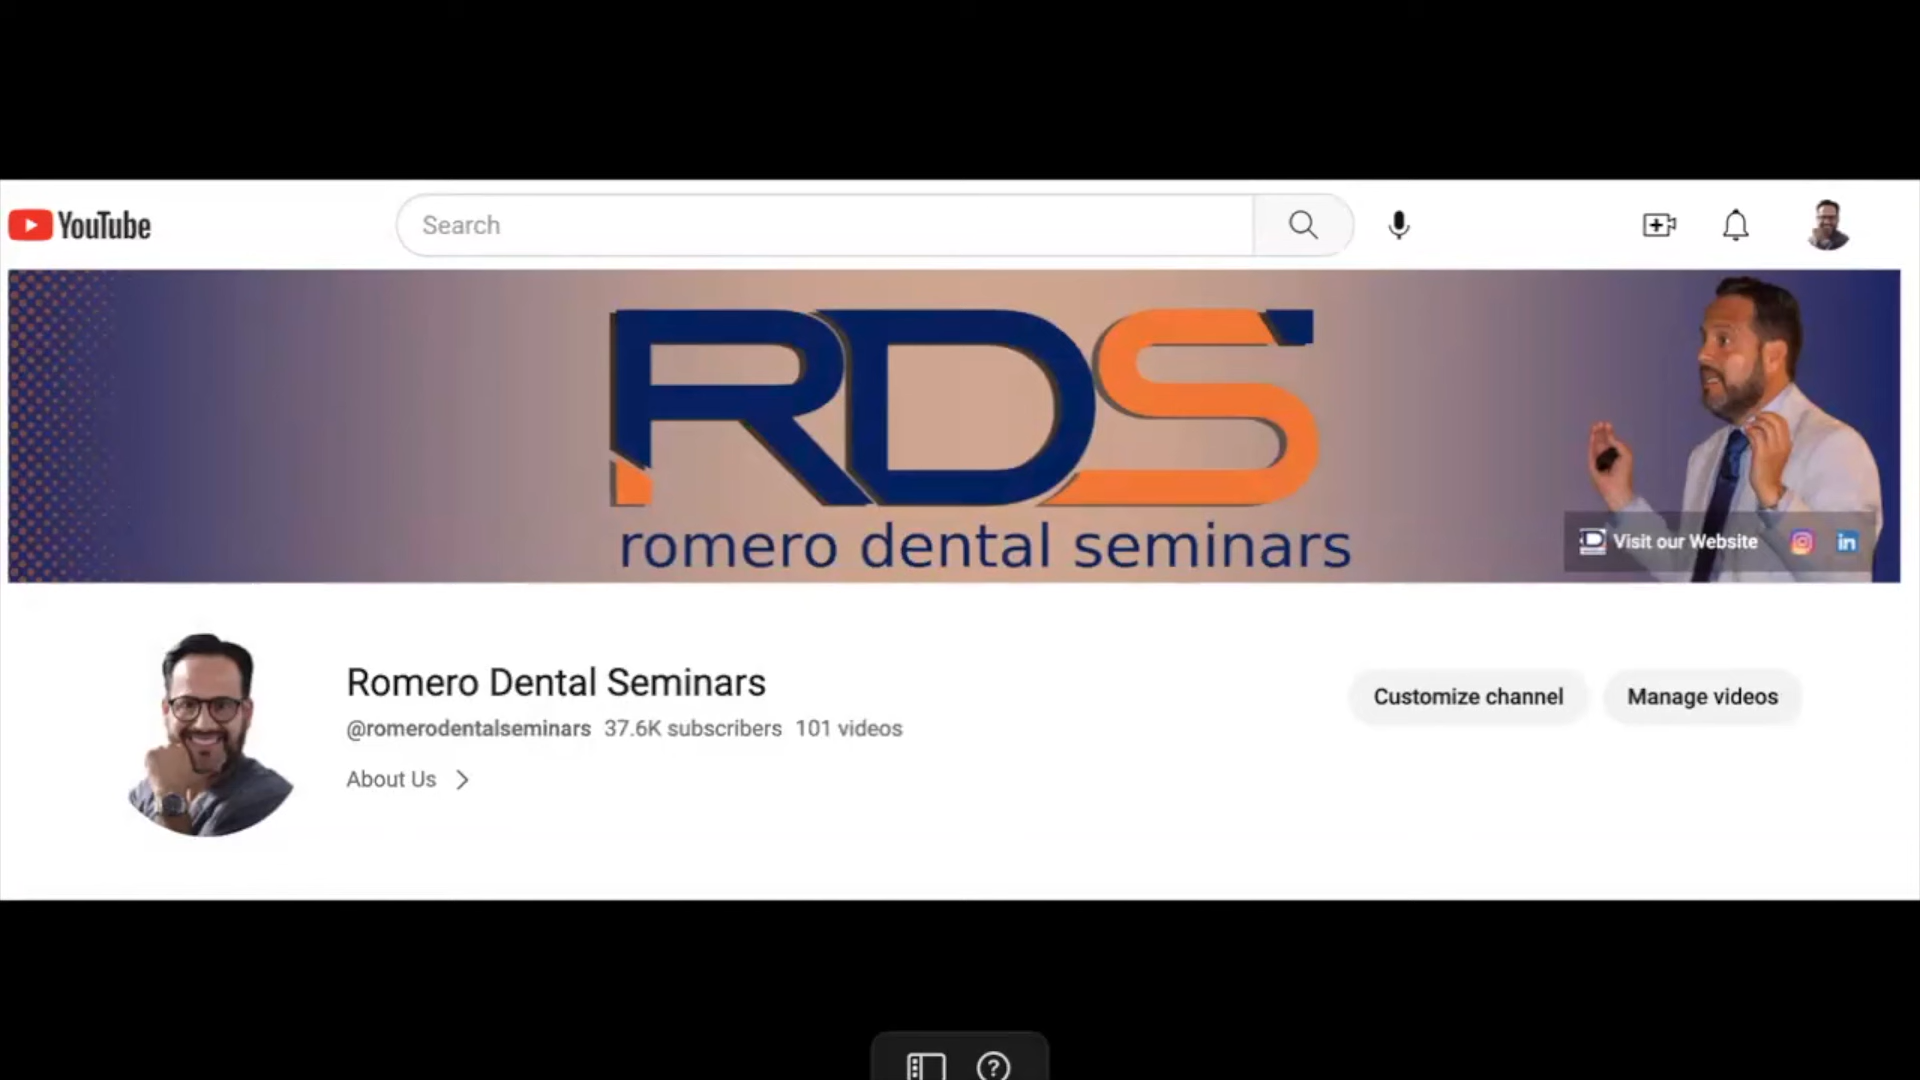 YouTube
Search
RDS
romero dental seminars
Visit our Website
Romero Dental Seminars
Customize channel
Manage videos
@romerodentalseminars 37.6K subscribers 101 videos
About Us